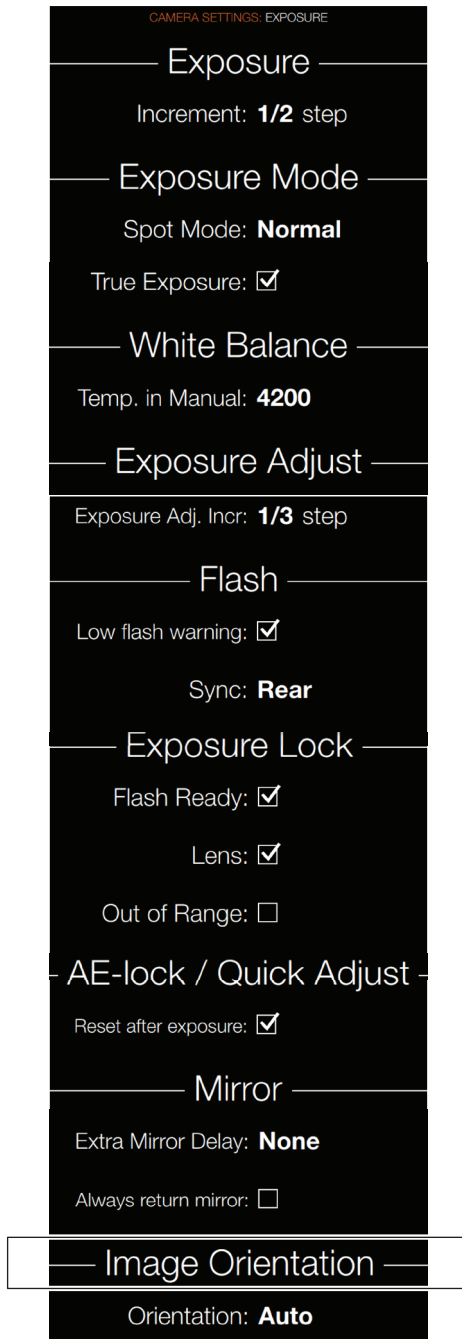 CAMERA SETTINGS: EXPOSURE
Exposure
Increment: 1/2 step
Exposure Mode
Spot Mode: Normal
True Exposure:
White Balance
Temp. in Manual: 4200
Exposure Adjust
Exposure Adj. Incr: 1/3 step
Flash
Low flash warning:
Sync: Rear
Exposure Lock
Flash Ready:
Lens:
Out of Range:
AE-lock / Quick Adjust
Reset after exposure:
Mirror
Extra Mirror Delay: None
Always return mirror:
Image Orientation
Orientation: Auto